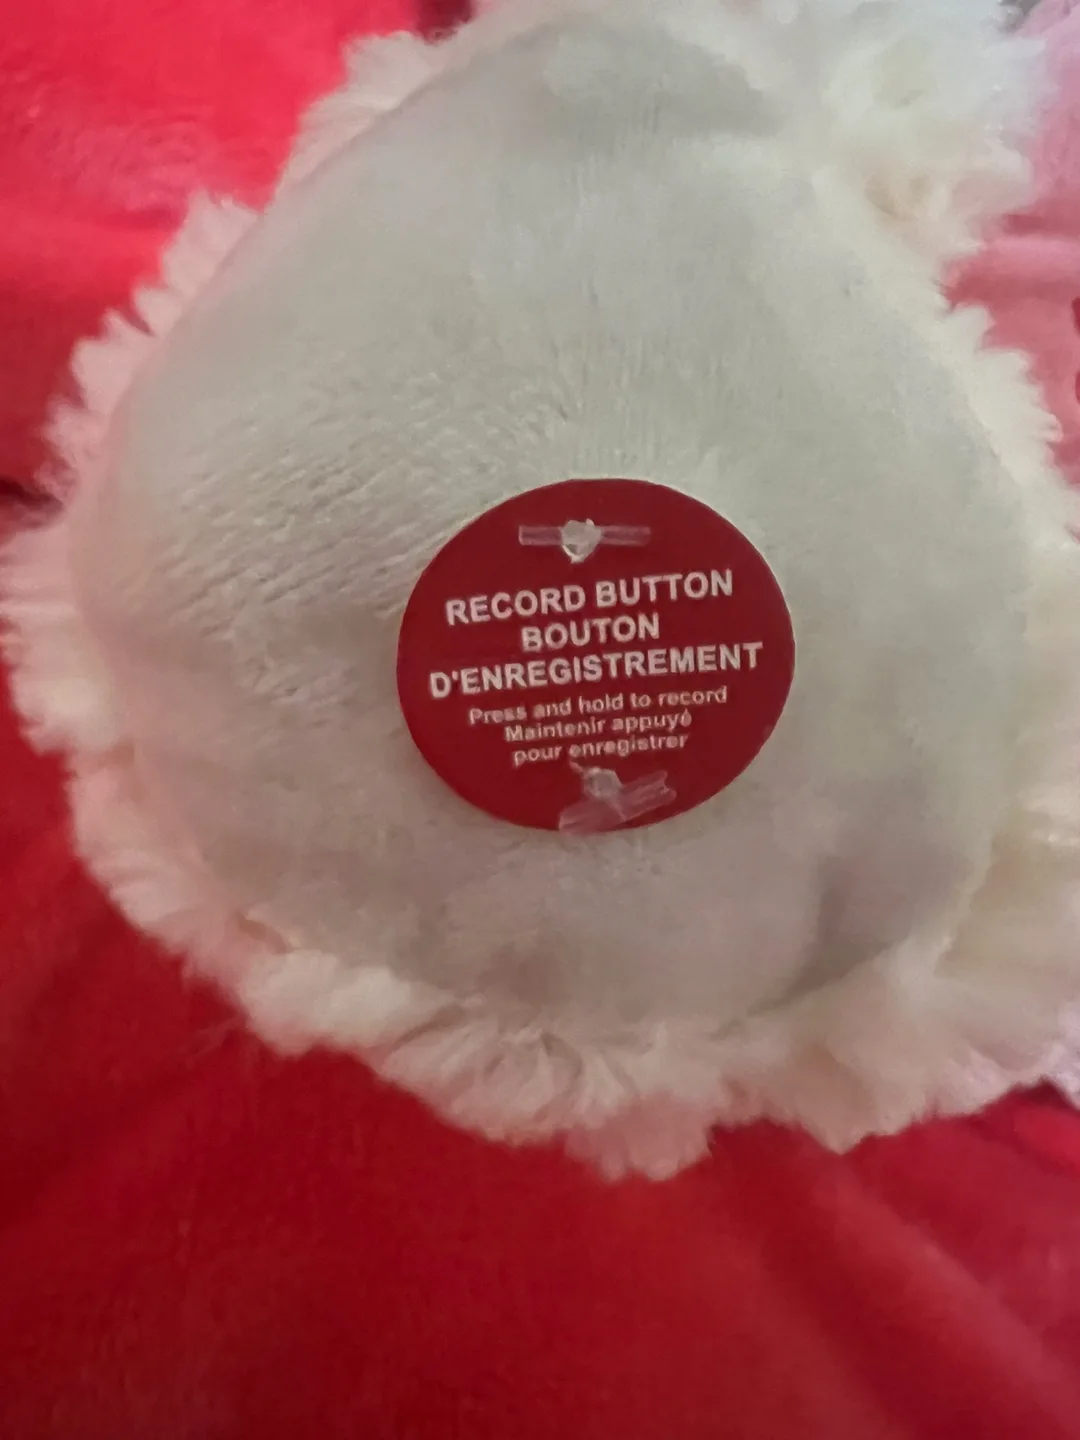 RECORD BUTTON
BOUTON
D'ENREGISTREMENT
Press and hold to record
Maintenir appuyé
pour enregistrer